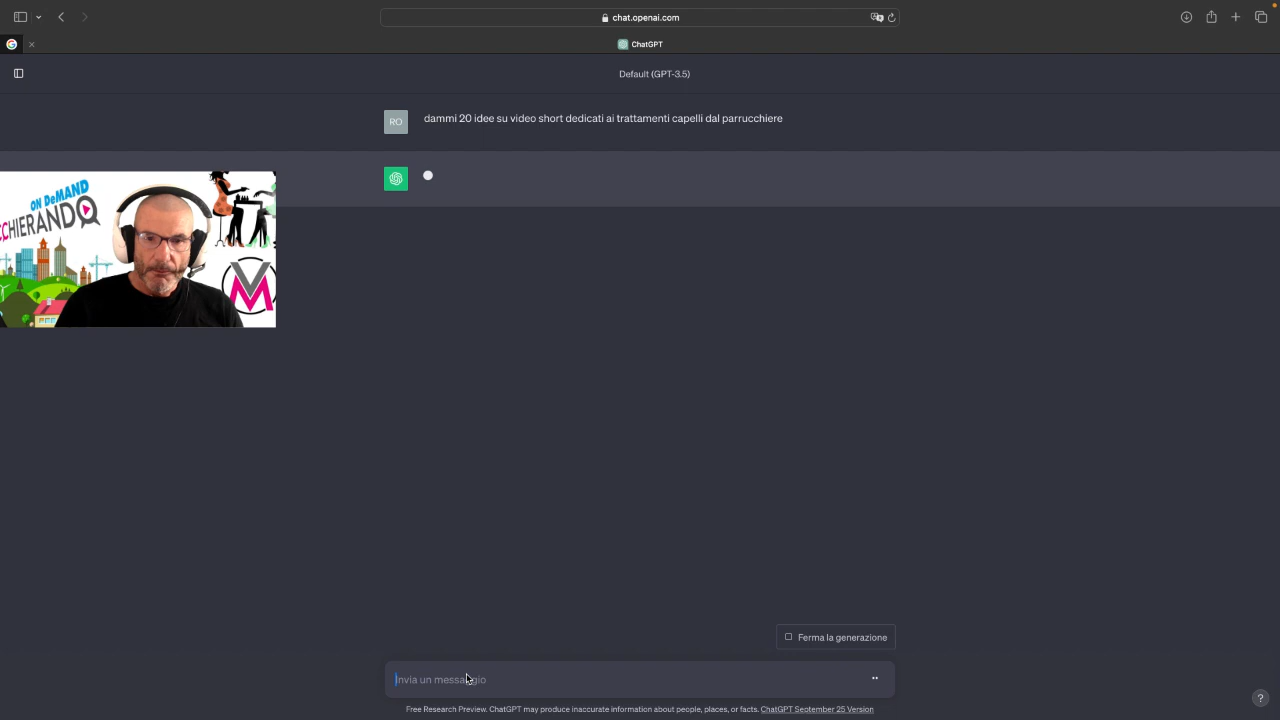 chat.openai.com
ChatGPT
Default (GPT-3.5)
RO
dammi 20 idee su video short dedicati ai trattamenti capelli dal parrucchiere
ON DeMAND
CCHIERANDO
VM
Ferma la generazione
Invia un messaggio
Free Research Preview. ChatGPT may produce inaccurate information about people, places, or facts. ChatGPT September 25 Version
?